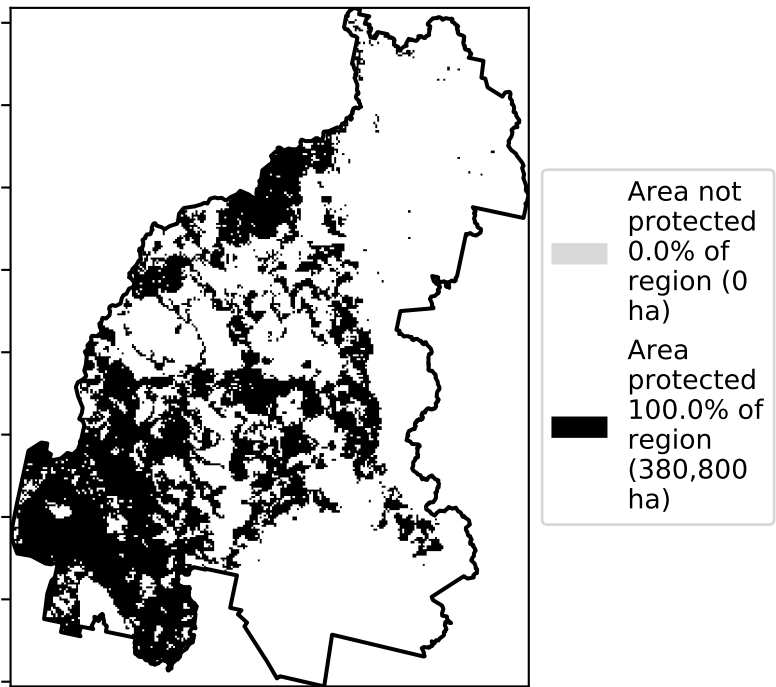 Area not
protected
0.0% of
region (0
ha)
Area
protected
100.0% of
region
(380,800
ha)